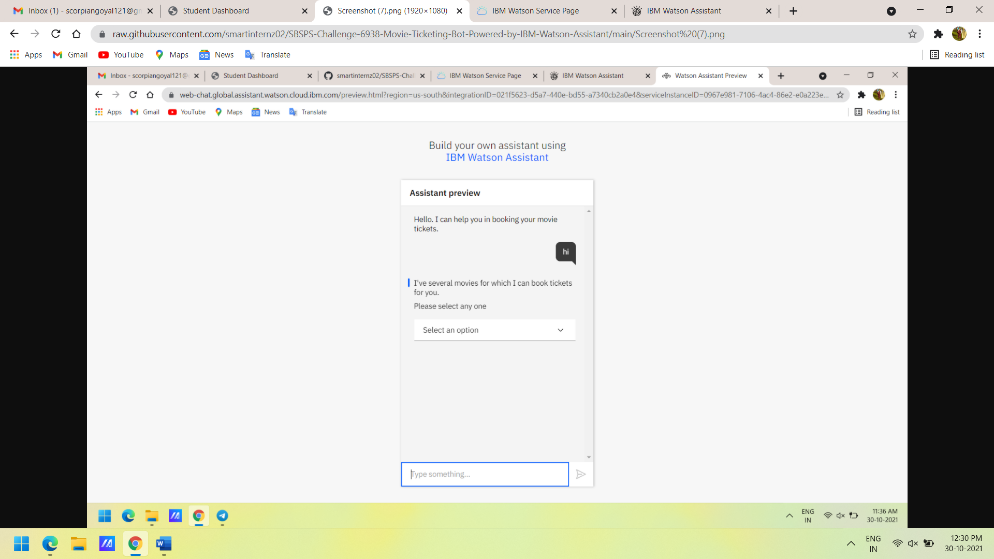 Inbox (1) - scorpiangoyal121@gm
Student Dashboard
Screenshot (7).png (1920×1080)
IBM Watson Service Page
IBM Watson Assistant
raw.githubusercontent.com/smartinternz02/SBSPS-Challenge-6938-Movie-Ticketing-Bot-Powered-by-IBM-Watson-Assistant/main/Screenshot%20(7).png
Apps
Gmail
YouTube
Maps
News
Translate
Reading list
Inbox - scorpiangoyal121@
Student Dashboard
smartinternz02/SBSPS-Chal
IBM Watson Service Page
IBM Watson Assistant
Watson Assistant Preview
web-chat.global.assistant.watson.cloud.ibm.com/preview.html?region=us-south&integrationID=021f5623-d5a7-440e-bd55-a7340cb2a0e4&serviceInstanceID=0967e981-7106-4ac4-86e2-e0a223e...
Apps
Gmail
YouTube
Maps
News
Translate
Reading list
Build your own assistant using
IBM Watson Assistant
Assistant preview
Hello. I can help you in booking your movie
tickets.
hi
I've several movies for which I can book tickets
for you.
Please select any one
Select an option
Type something...
ENG
IN
11:36 AM
30-10-2021
ENG
IN
12:30 PM
30-10-2021